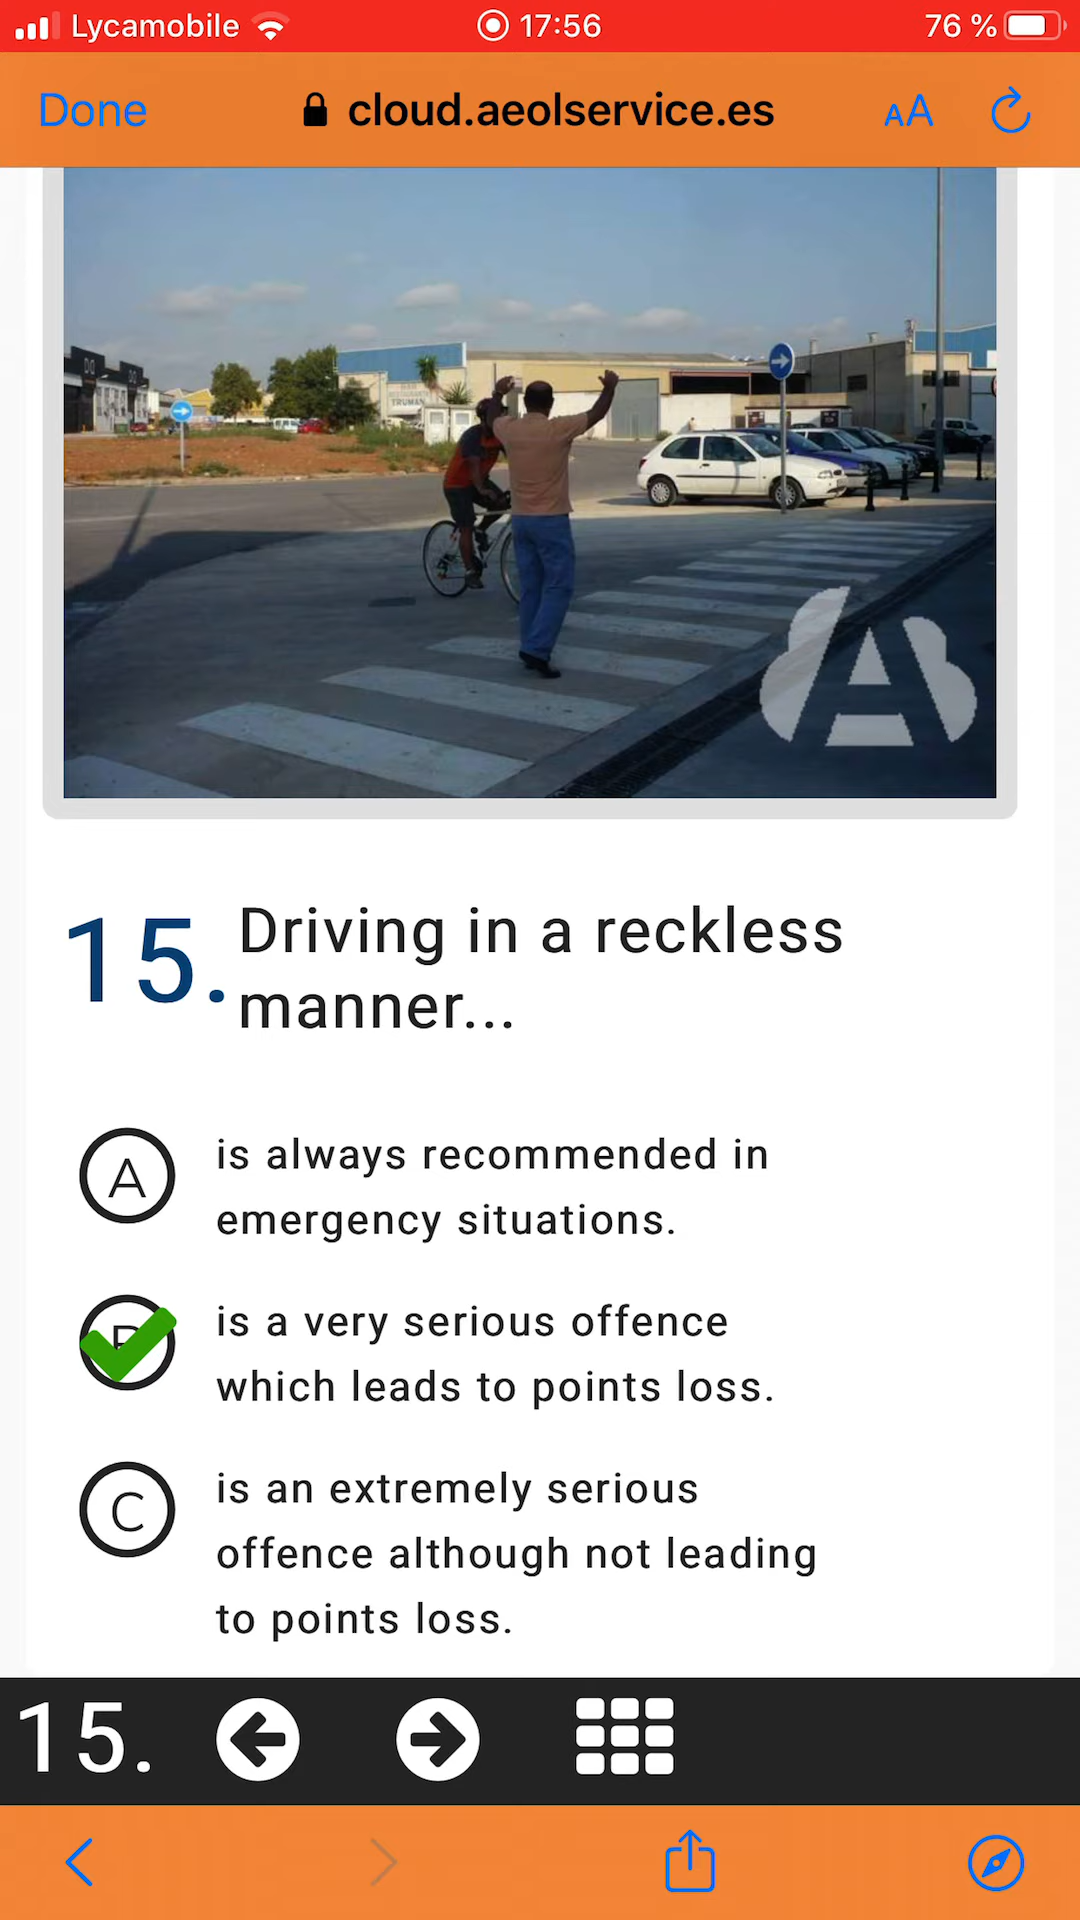 Lycamobile
17:56
76 %
Done
cloud.aeolservice.es
AA
TRUMAN
A
15.
Driving in a reckless
manner...
A
is always recommended in
emergency situations.
is a very serious offence
which leads to points loss.
C
is an extremely serious
offence although not leading
to points loss.
15.